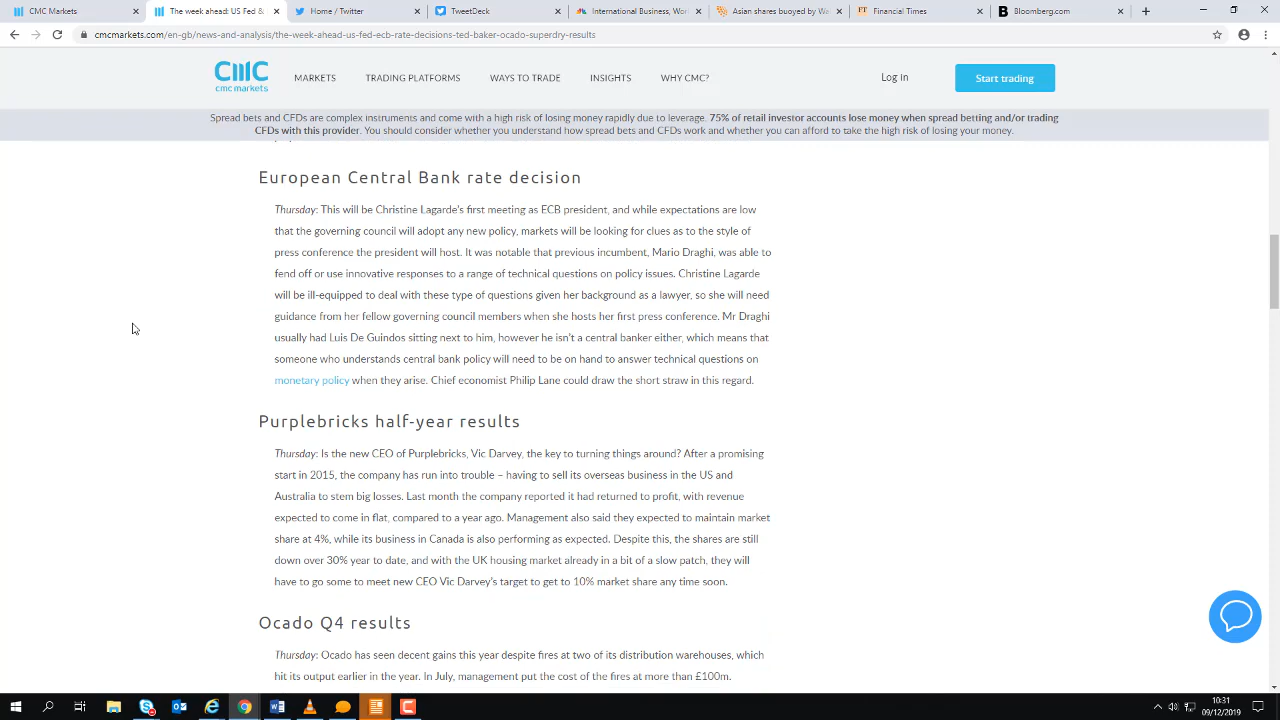 CMC Markets
The week ahead: US Fed &
Home / Twitter
TweetDeck
International Business, Wor
Asian shares buoyed by Wa
FT Financial Times
B Bloomberg.com
cmcmarkets.com/en-gb/news-and-analysis/the-week-ahead-us-fed-ecb-rate-decisions-ted-baker-ocado-superdry-results
cmc markets
MARKETS TRADING PLATFORMS WAYS TO TRADE INSIGHTS WHY CMC?
Log in
Start trading
Spread bets and CFDs are complex instruments and come with a high risk of losing money rapidly due to leverage. 75% of retail investor accounts lose money when spread betting and/or trading
CFDs with this provider. You should consider whether you understand how spread bets and CFDs work and whether you can afford to take the high risk of losing your money.
European Central Bank rate decision
Thursday: This will be Christine Lagarde's first meeting as ECB president, and while expectations are low
that the governing council will adopt any new policy, markets will be looking for clues as to the style of
press conference the president will host. It was notable that previous incumbent, Mario Draghi, was able to
fend off or use innovative responses to a range of technical questions on policy issues. Christine Lagarde
will be ill-equipped to deal with these type of questions given her background as a lawyer, so she will need
guidance from her fellow governing council members when she hosts her first press conference. Mr Draghi
usually had Luis De Guindos sitting next to him, however he isn't a central banker either, which means that
someone who understands central bank policy will need to be on hand to answer technical questions on
monetary policy when they arise. Chief economist Philip Lane could draw the short straw in this regard.
Purplebricks half-year results
Thursday: Is the new CEO of Purplebricks, Vic Darvey, the key to turning things around? After a promising
start in 2015, the company has run into trouble – having to sell its overseas business in the US and
Australia to stem big losses. Last month the company reported it had returned to profit, with revenue
expected to come in flat, compared to a year ago. Management also said they expected to maintain market
share at 4%, while its business in Canada is also performing as expected. Despite this, the shares are still
down over 30% year to date, and with the UK housing market already in a bit of a slow patch, they will
have to go some to meet new CEO Vic Darvey's target to get to 10% market share any time soon.
Ocado Q4 results
Thursday: Ocado has seen decent gains this year despite fires at two of its distribution warehouses, which
hit its output earlier in the year. In July, management put the cost of the fires at more than £100m.
10:31
09/12/2019